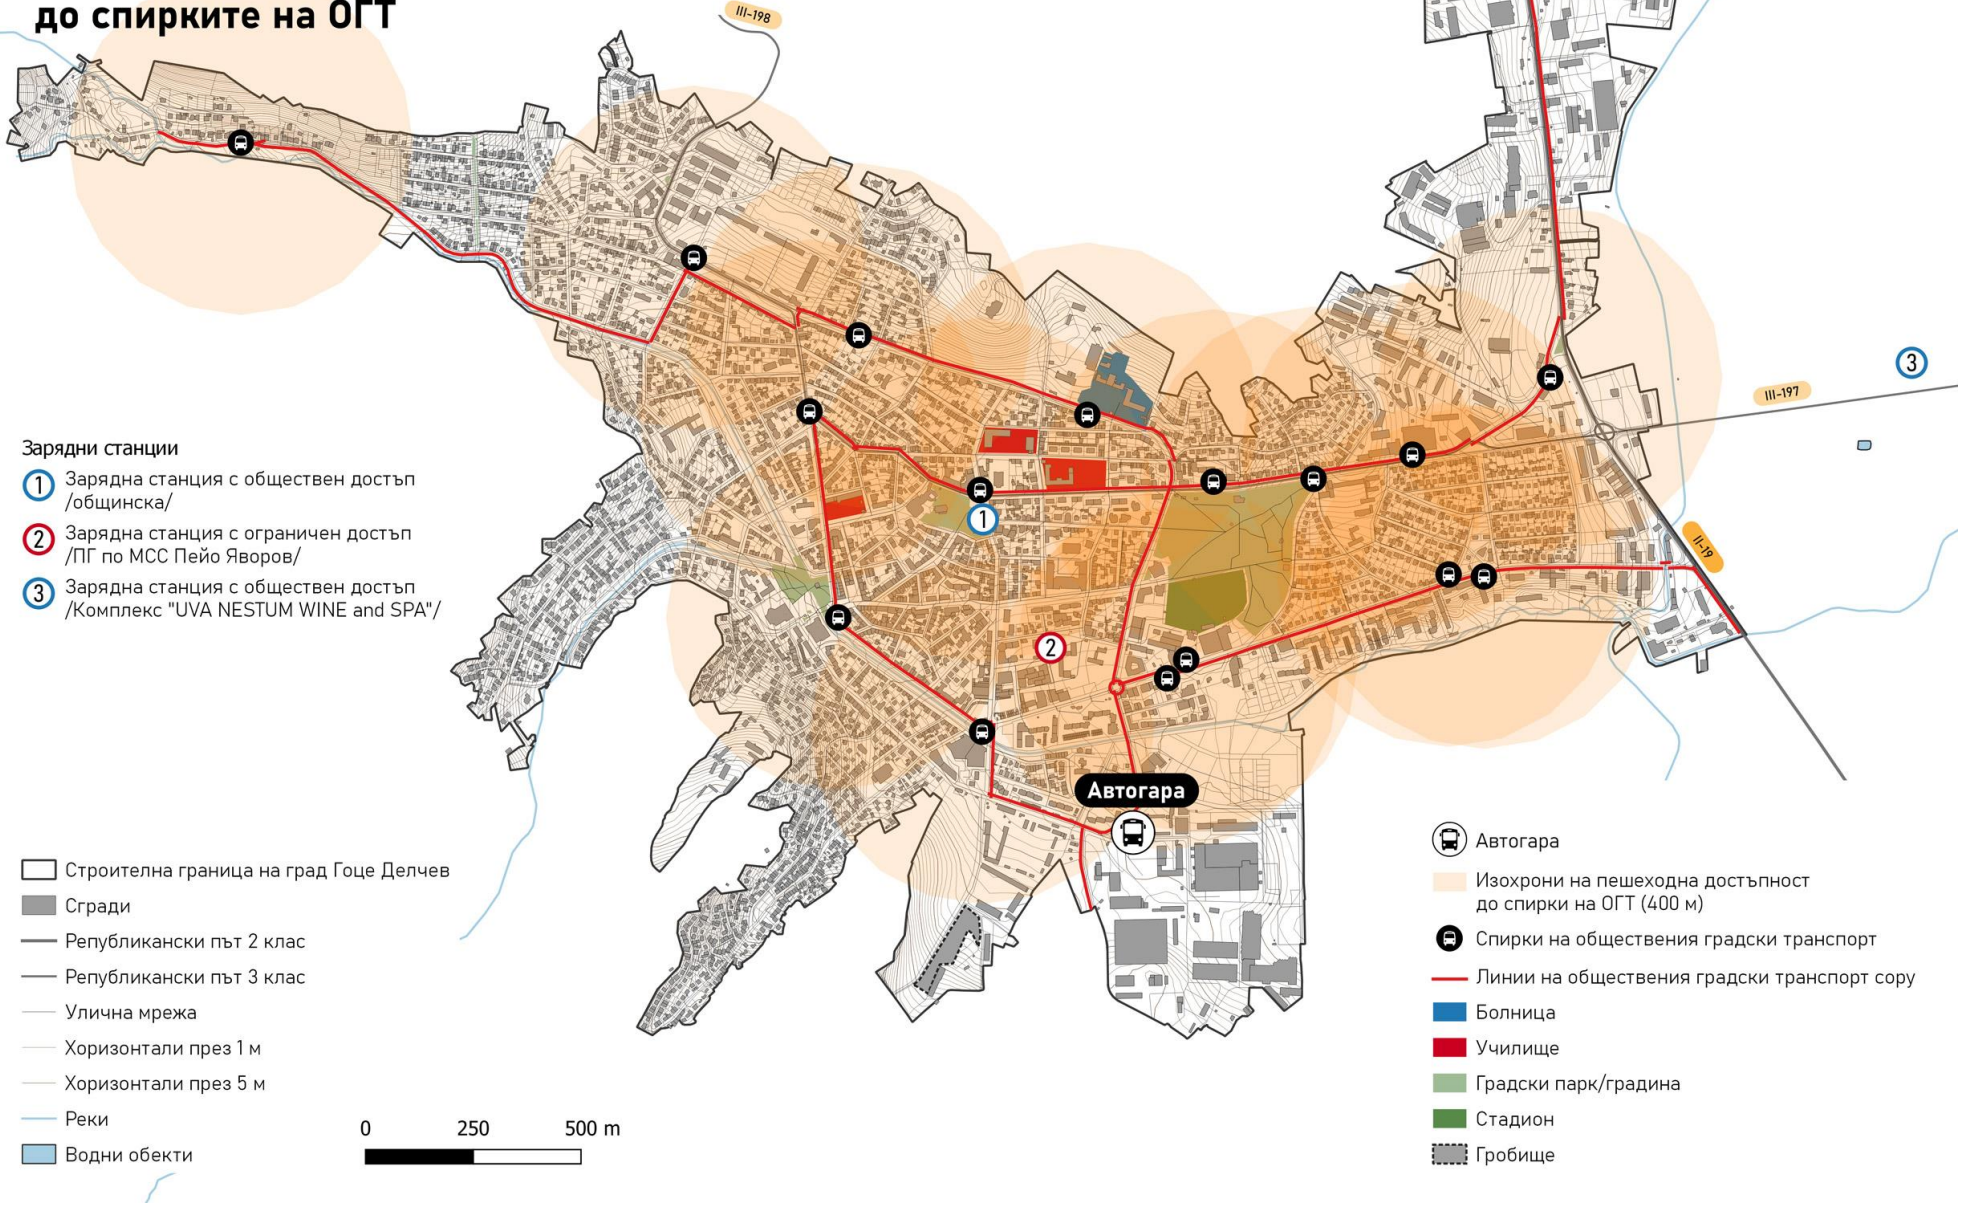 до спирките на ОГТ
III-198
3
III-197
Зарядни станции
1 Зарядна станция с обществен достъп
/общинска/
2 Зарядна станция с ограничен достъп
/ПГ по МСС Пейо Яворов/
3 Зарядна станция с обществен достъп
/Комплекс "UVA NESTUM WINE and SPA"/
1
II-19
2
Автогара
Строителна граница на град Гоце Делчев
Сгради
Републикански път 2 клас
Републикански път 3 клас
Улична мрежа
Хоризонтали през 1 м
Хоризонтали през 5 м
Реки
Водни обекти
0 250 500 m
Автогара
Изохрони на пешеходна достъпност
до спирки на ОГТ (400 м)
Спирки на обществения градски транспорт
Линии на обществения градски транспорт copy
Болница
Училище
Градски парк/градина
Стадион
Гробище